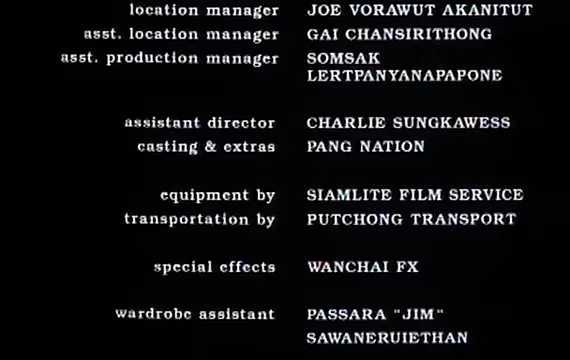 location manager JOE VORAWUT AKANITUT
asst. location manager GAI CHANSIRITHONG
asst. production manager SOMSAK
LERTPANYANAPAPONE
assistant director CHARLIE SUNGKAWESS
casting & extras PANG NATION
equipment by SIAMLITE FILM SERVICE
transportation by PUTCHONG TRANSPORT
special effects WANCHAI FX
wardrobe assistant PASSARA "JIM"
SAWANERUIETHAN